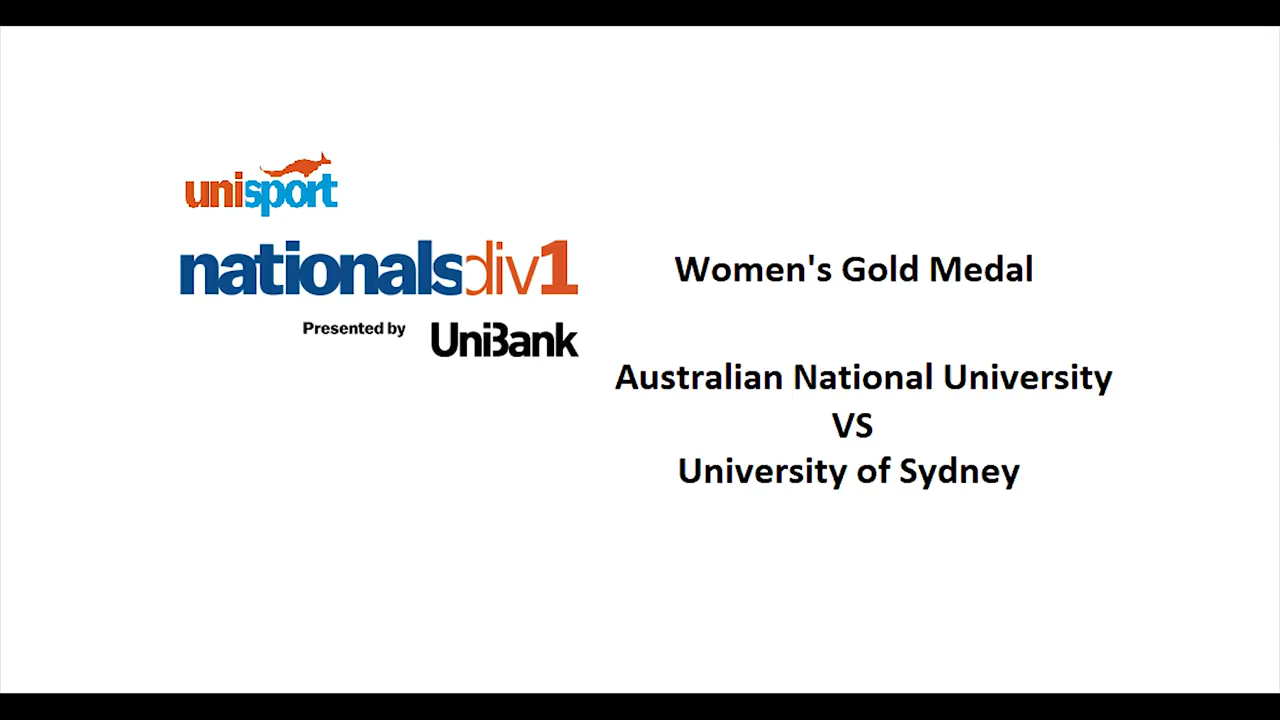 unisport
nationalsdiv1
Presented by UniBank
Women's Gold Medal
Australian National University
VS
University of Sydney